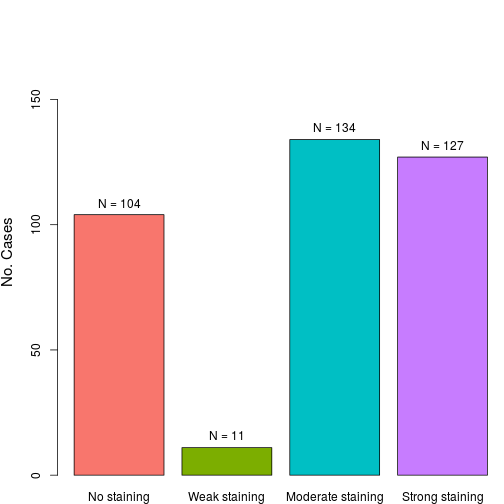 No. Cases
150
100
50
0
N = 104
N = 11
N = 134
N = 127
No staining
Weak staining
Moderate staining
Strong staining